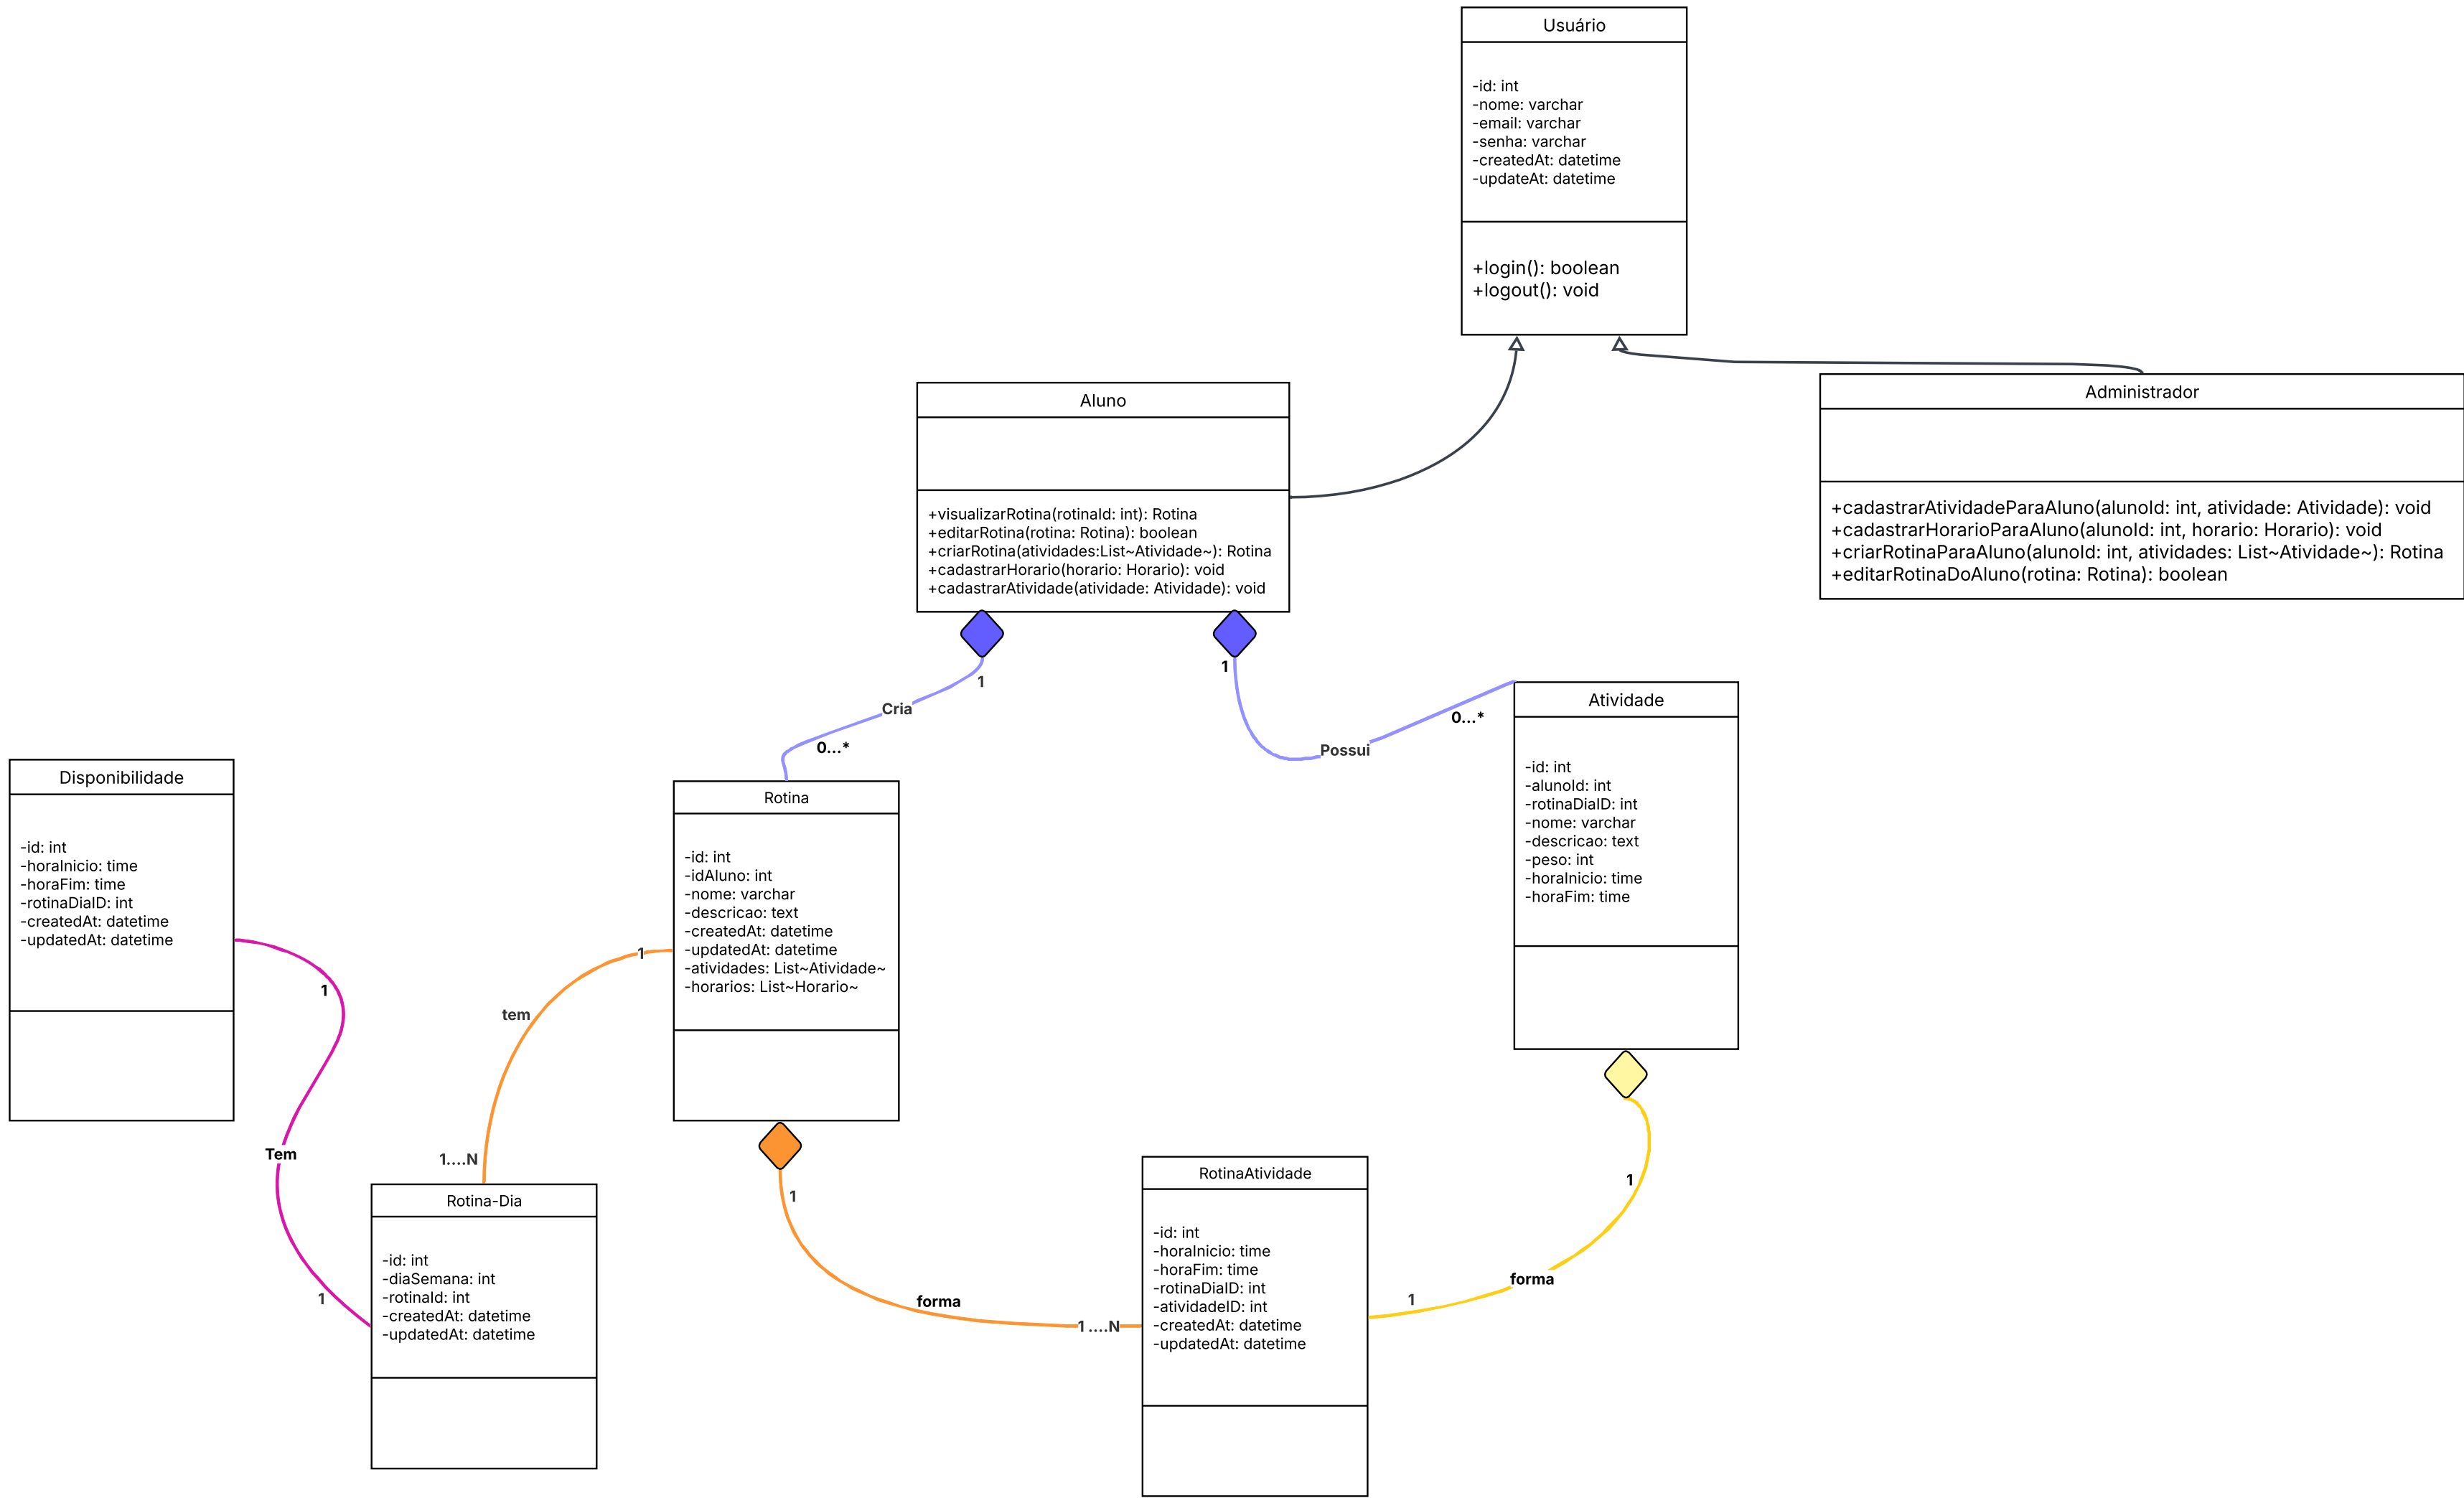 Usuário
-id: int
-nome: varchar
-email: varchar
-senha: varchar
-createdAt: datetime
-updateAt: datetime
+login(): boolean
+logout(): void
Aluno
+visualizarRotina(rotinaId: int): Rotina
+editarRotina(rotina: Rotina): boolean
+criarRotina(atividades:List~Atividade~): Rotina
+cadastrarHorario(horario: Horario): void
+cadastrarAtividade(atividade: Atividade): void
Administrador
+cadastrarAtividadeParaAluno(alunoId: int, atividade: Atividade): void
+cadastrarHorarioParaAluno(alunoId: int, horario: Horario): void
+criarRotinaParaAluno(alunoId: int, atividades: List~Atividade~): Rotina
+editarRotinaDoAluno(rotina: Rotina): boolean
1
Cria
0...*
1
Possui
0...*
Atividade
-id: int
-alunoId: int
-rotinaDiaID: int
-nome: varchar
-descricao: text
-peso: int
-horaInicio: time
-horaFim: time
Disponibilidade
-id: int
-horaInicio: time
-horaFim: time
-rotinaDiaID: int
-createdAt: datetime
-updatedAt: datetime
Rotina
-id: int
-idAluno: int
-nome: varchar
-descricao: text
-createdAt: datetime
-updatedAt: datetime
-atividades: List~Atividade~
-horarios: List~Horario~
1
Tem
1
1
tem
1....N
Rotina-Dia
-id: int
-diaSemana: int
-rotinaId: int
-createdAt: datetime
-updatedAt: datetime
1
forma
1 ....N
RotinaAtividade
-id: int
-horaInicio: time
-horaFim: time
-rotinaDiaID: int
-atividadeID: int
-createdAt: datetime
-updatedAt: datetime
1
forma
1